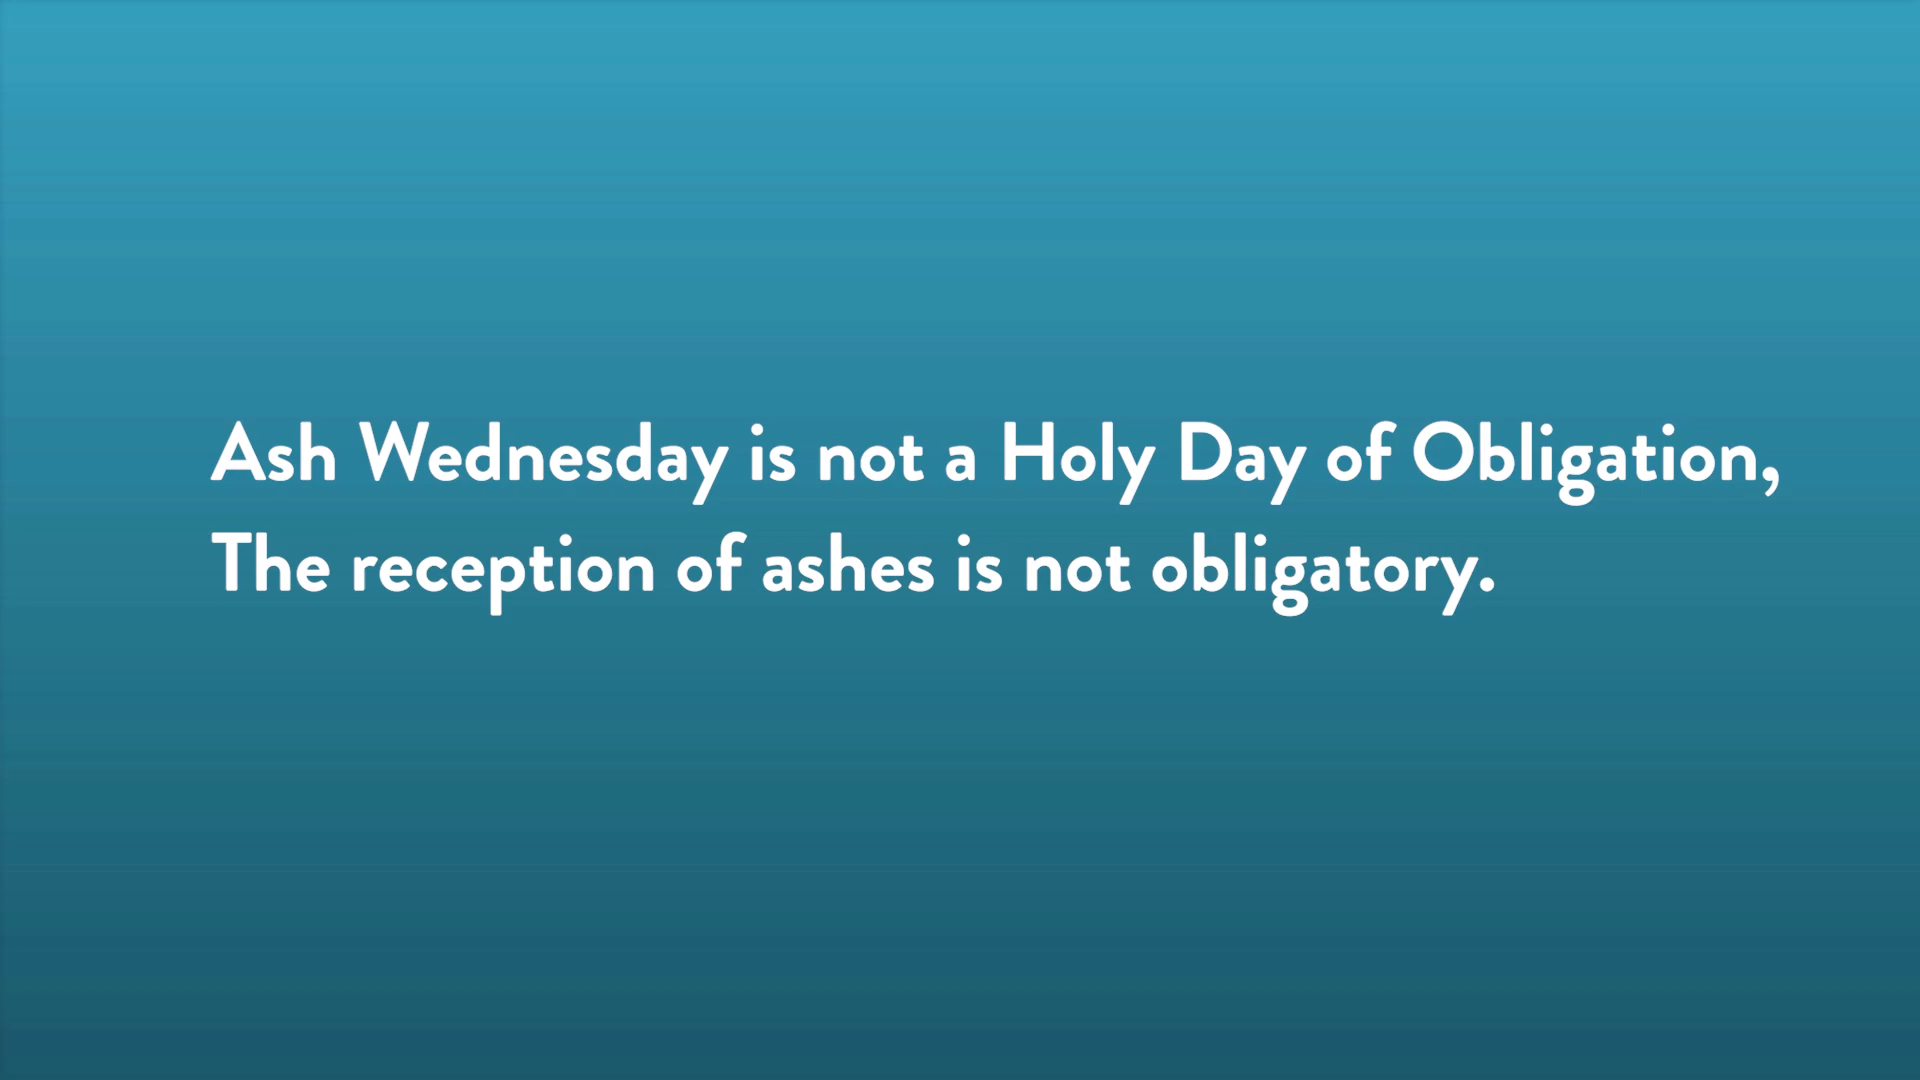 Ash Wednesday is not a Holy Day of Obligation,
The reception of ashes is not obligatory.